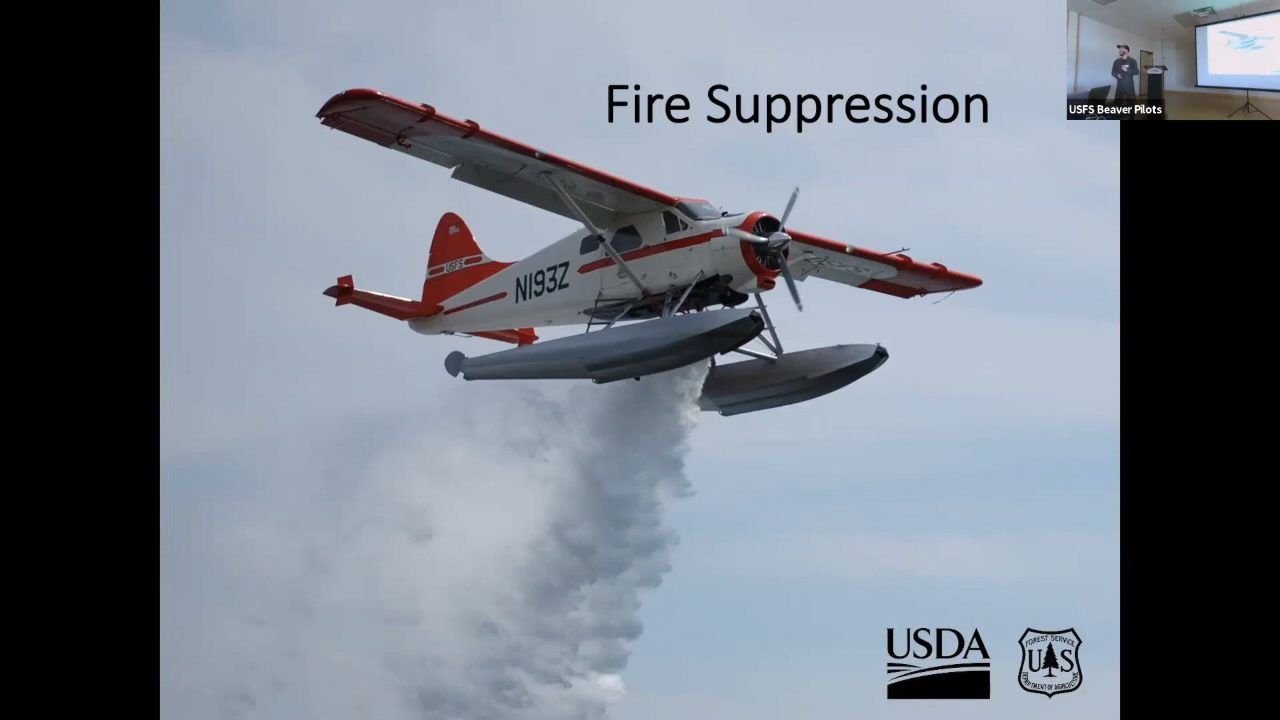 Fire Suppression
USFS Beaver Pilots
USFS
N193Z
USDA
FOREST SERVICE
U S
DEPARTMENT OF AGRICULTURE